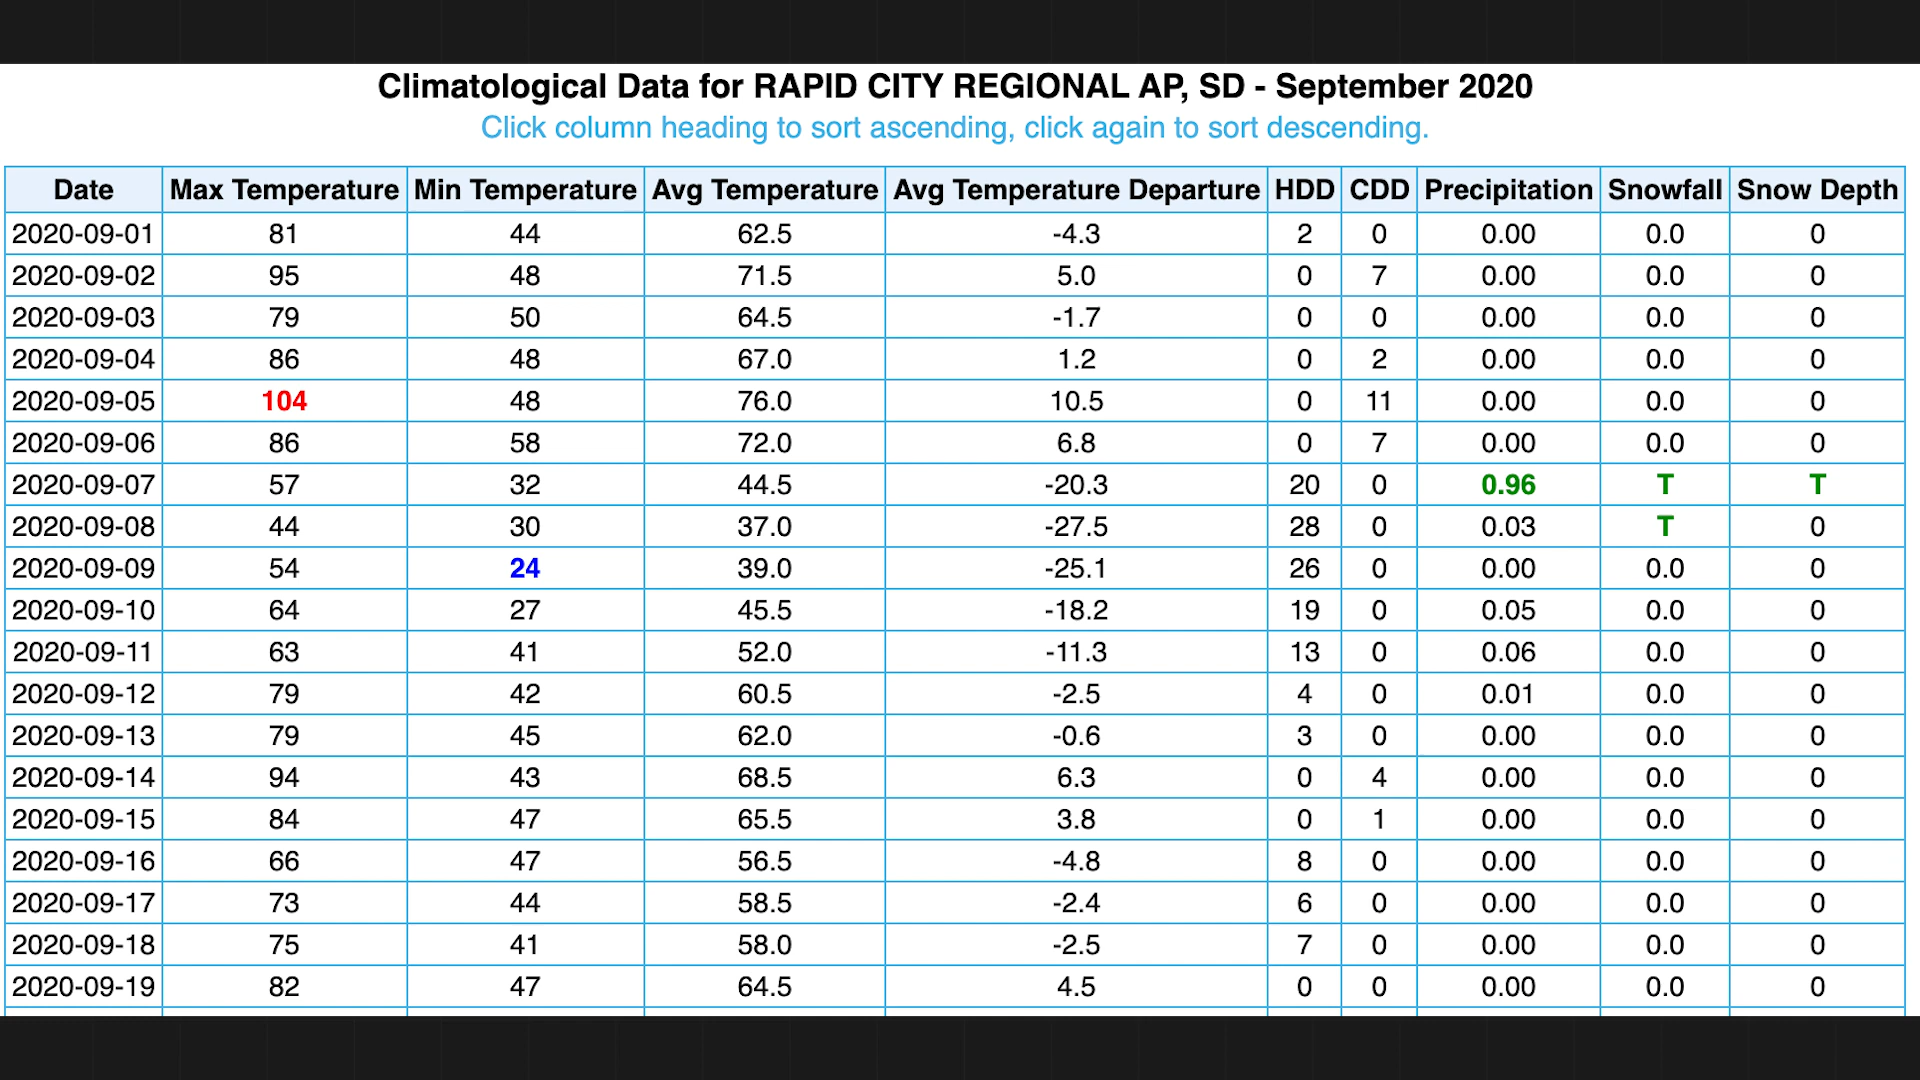 Climatological Data for RAPID CITY REGIONAL AP, SD - September 2020
Click column heading to sort ascending, click again to sort descending.
Date Max Temperature Min Temperature Avg Temperature Avg Temperature Departure HDD CDD Precipitation Snowfall Snow Depth
2020-09-01 81 44 62.5 -4.3 2 0 0.00 0.0 0
2020-09-02 95 48 71.5 5.0 0 7 0.00 0.0 0
2020-09-03 79 50 64.5 -1.7 0 0 0.00 0.0 0
2020-09-04 86 48 67.0 1.2 0 2 0.00 0.0 0
2020-09-05 104 48 76.0 10.5 0 11 0.00 0.0 0
2020-09-06 86 58 72.0 6.8 0 7 0.00 0.0 0
2020-09-07 57 32 44.5 -20.3 20 0 0.96 T T
2020-09-08 44 30 37.0 -27.5 28 0 0.03 T 0
2020-09-09 54 24 39.0 -25.1 26 0 0.00 0.0 0
2020-09-10 64 27 45.5 -18.2 19 0 0.05 0.0 0
2020-09-11 63 41 52.0 -11.3 13 0 0.06 0.0 0
2020-09-12 79 42 60.5 -2.5 4 0 0.01 0.0 0
2020-09-13 79 45 62.0 -0.6 3 0 0.00 0.0 0
2020-09-14 94 43 68.5 6.3 0 4 0.00 0.0 0
2020-09-15 84 47 65.5 3.8 0 1 0.00 0.0 0
2020-09-16 66 47 56.5 -4.8 8 0 0.00 0.0 0
2020-09-17 73 44 58.5 -2.4 6 0 0.00 0.0 0
2020-09-18 75 41 58.0 -2.5 7 0 0.00 0.0 0
2020-09-19 82 47 64.5 4.5 0 0 0.00 0.0 0